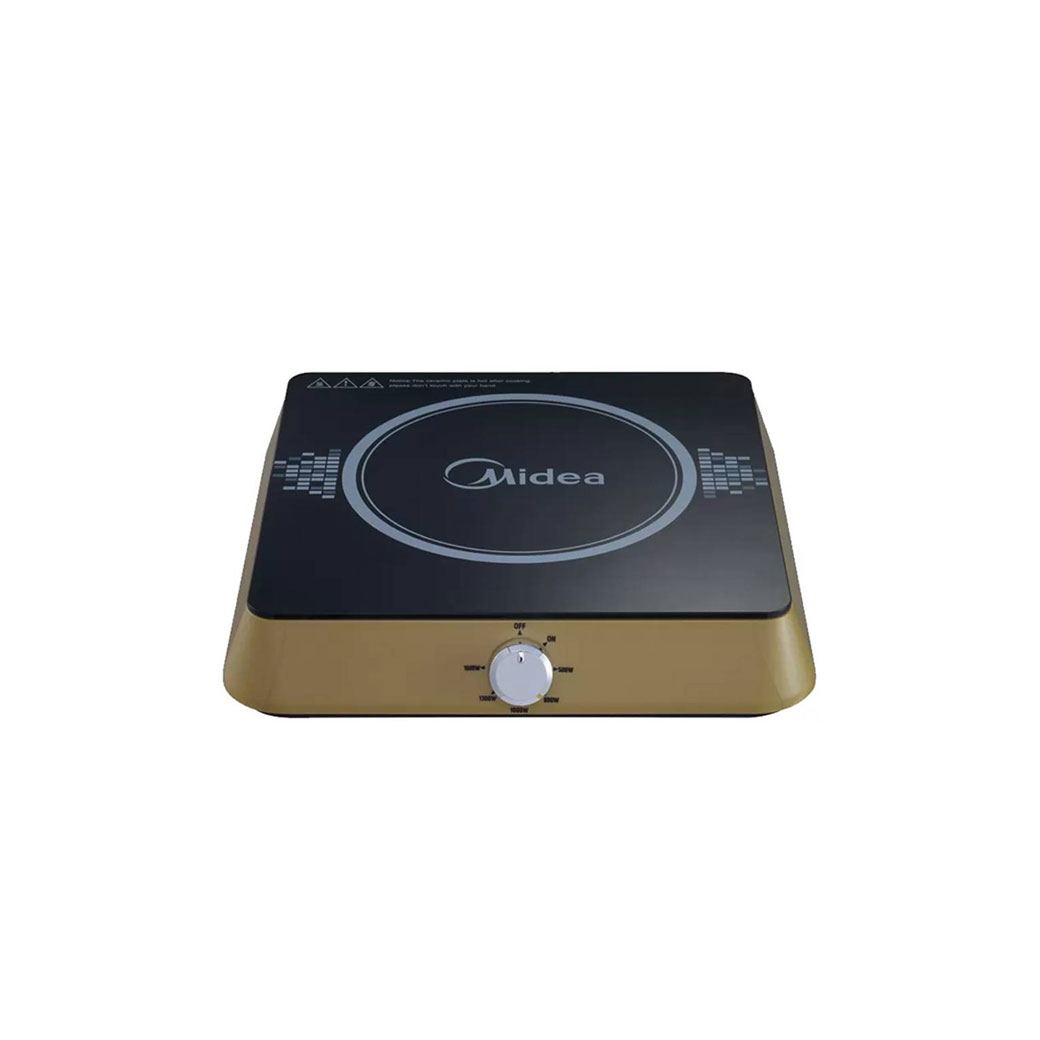 Notice:The ceramic plate is hot after cooking,
please don't touch with your hand.
Midea
OFF
ON
1600W
500W
1300W
800W
1000W